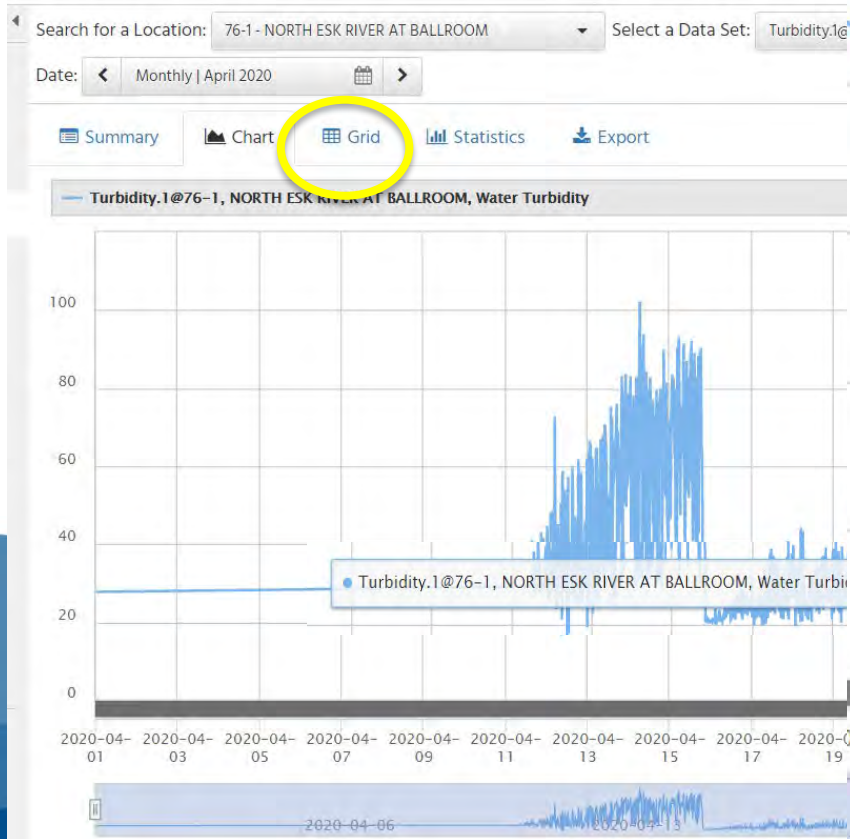 Search for a Location: 76-1 - NORTH ESK RIVER AT BALLROOM Select a Data Set: Turbidity.1@
Date: Monthly | April 2020
Summary Chart Grid Statistics Export
Turbidity.1@76-1, NORTH ESK RIVER AT BALLROOM, Water Turbidity
100
80
60
40
Turbidity.1@76-1, NORTH ESK RIVER AT BALLROOM, Water Turbi
20
0
2020-04- 2020-04- 2020-04- 2020-04- 2020-04- 2020-04- 2020-04- 2020-04- 2020-04- 2020-
01 03 05 07 09 11 13 15 17 19
2020-04-06 2020-04-13